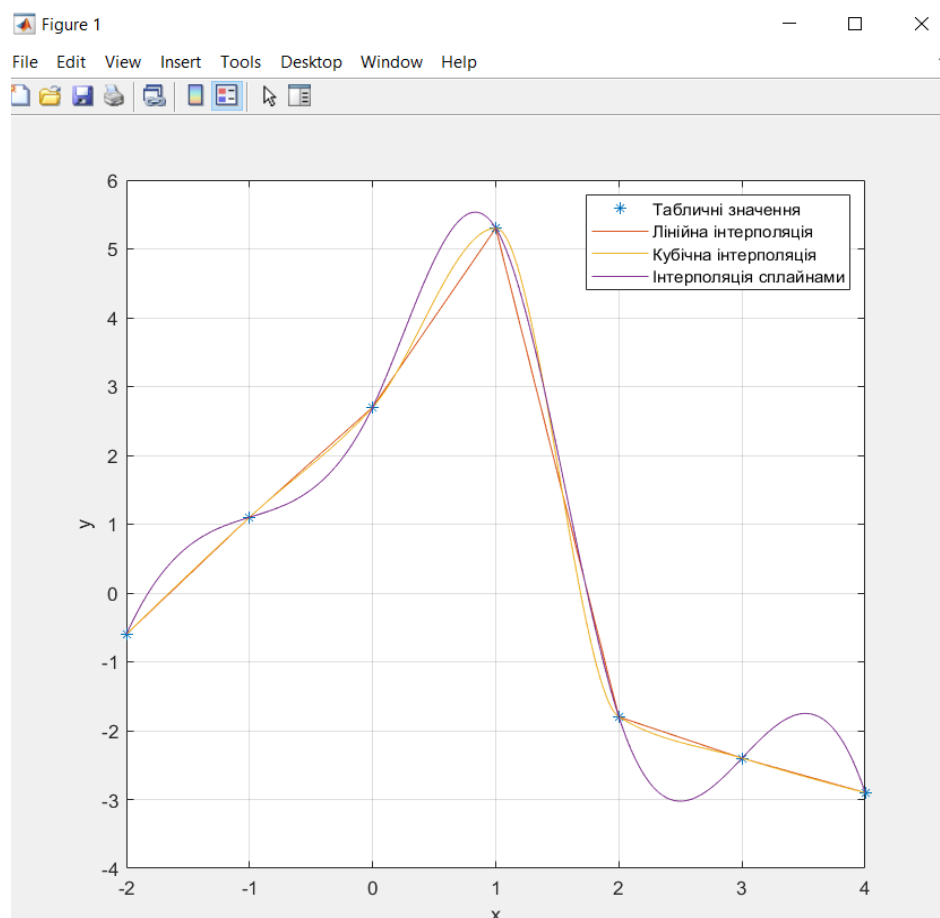 Figure 1
File Edit View Insert Tools Desktop Window Help
6
5
4
3
2
1
0
-1
-2
-3
-4
y
Табличні значення
Лінійна інтерполяція
Кубічна інтерполяція
Інтерполяція сплайнами
-2 -1 0 1 2 3 4
x